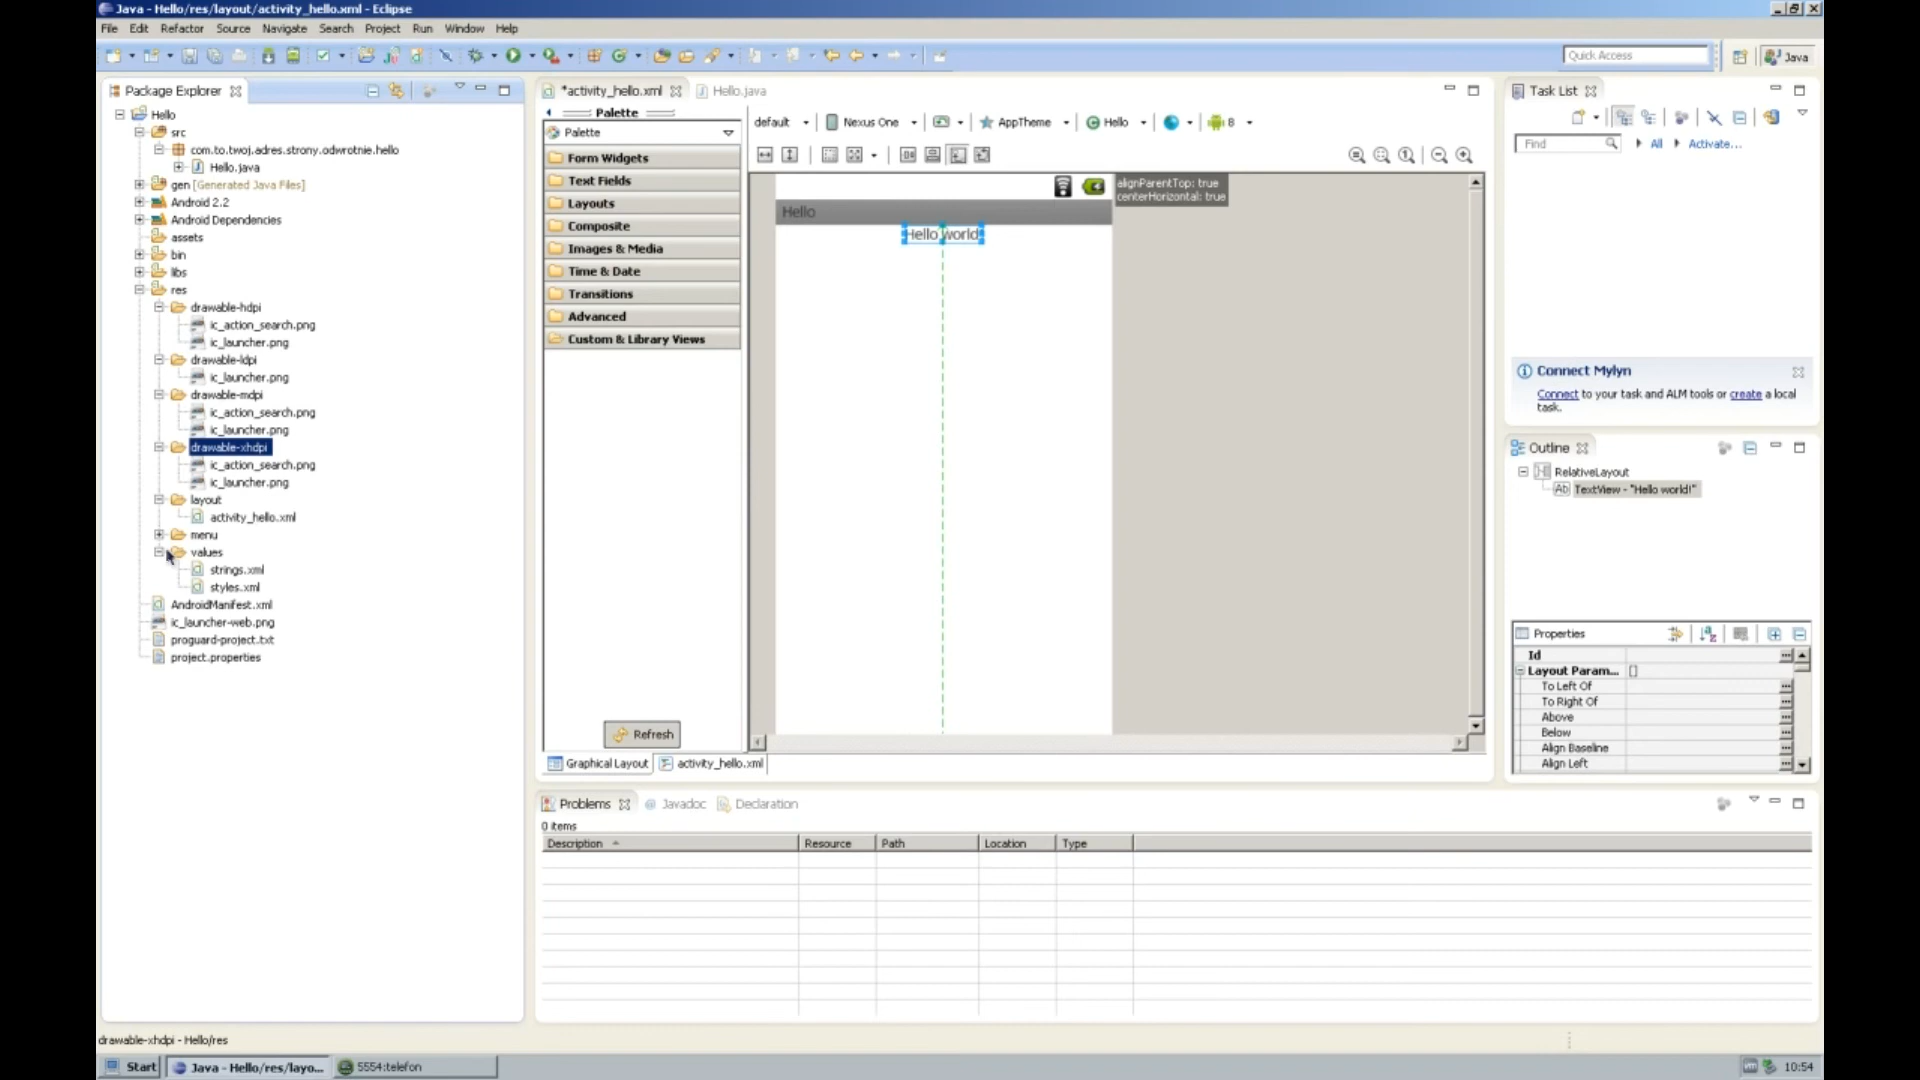 Java - Hello/res/layout/activity_hello.xml - Eclipse
File Edit Refactor Source Navigate Search Project Run Window Help
Quick Access
Java
Package Explorer
Hello
src
com.to.twoj.adres.strony.odwrotnie.hello
Hello.java
gen [Generated Java Files]
Android 2.2
Android Dependencies
assets
bin
libs
res
drawable-hdpi
ic_action_search.png
ic_launcher.png
drawable-ldpi
ic_launcher.png
drawable-mdpi
ic_action_search.png
ic_launcher.png
drawable-xhdpi
ic_action_search.png
ic_launcher.png
layout
activity_hello.xml
menu
values
strings.xml
styles.xml
AndroidManifest.xml
ic_launcher-web.png
proguard-project.txt
project.properties
*activity_hello.xml
Hello.java
Palette
Palette
Form Widgets
Text Fields
Layouts
Composite
Images & Media
Time & Date
Transitions
Advanced
Custom & Library Views
Refresh
default Nexus One AppTheme Hello 8
alignParentTop: true
centerHorizontal: true
Hello
Hello world
Graphical Layout
activity_hello.xml
Task List
Find
All
Activate...
Connect Mylyn
Connect to your task and ALM tools or create a local
task.
Outline
RelativeLayout
Ab TextView - "Hello world!"
Properties
Id
Layout Param... []
To Left Of
To Right Of
Above
Below
Align Baseline
Align Left
Problems Javadoc Declaration
0 items
Description Resource Path Location Type
drawable-xhdpi - Hello/res
Start
Java - Hello/res/layo...
5554:telefon
10:54